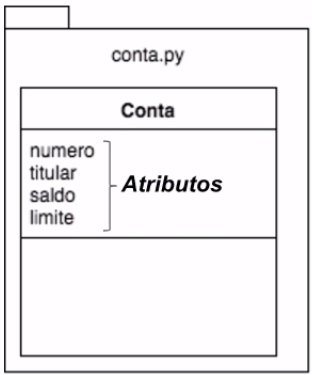 conta.py
Conta
numero
titular
saldo
limite
Atributos